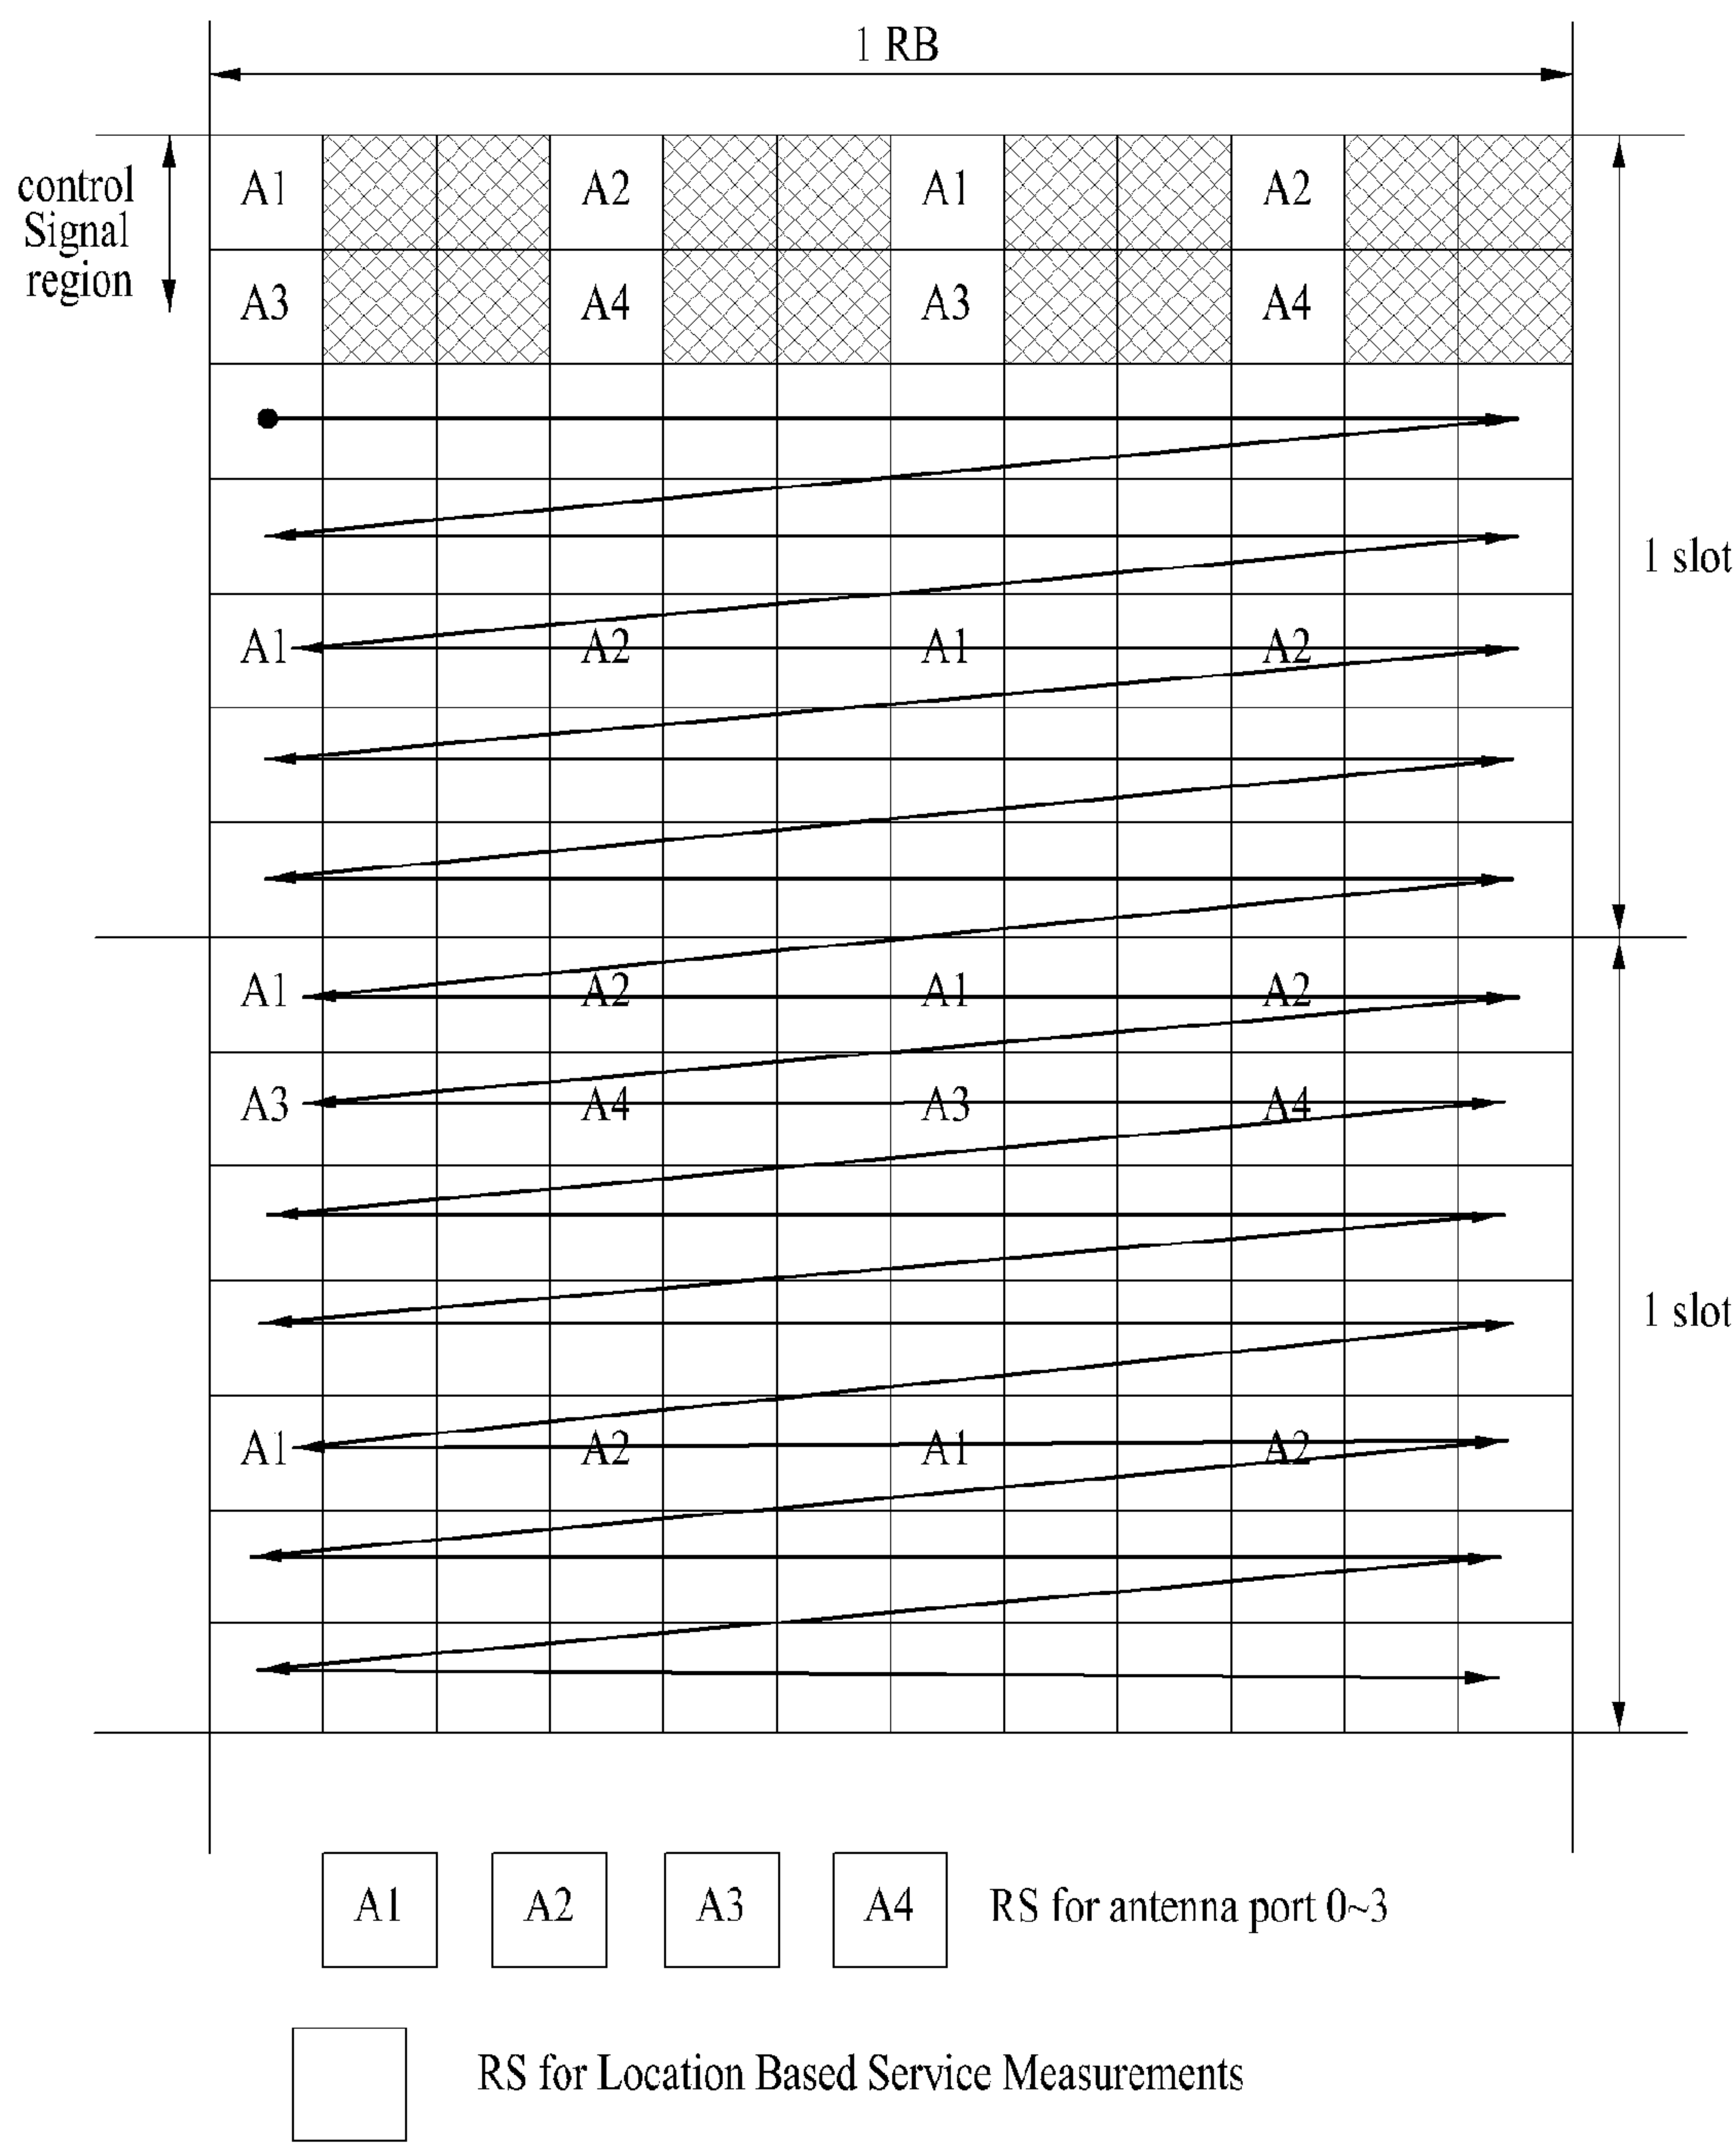 1 RB
control
Signal
region
A1 A2 A1 A2
A3 A4 A3 A4
1 slot
A1 A2 A1 A2
A1 A2 A1 A2
A3 A4 A3 A4
1 slot
A1 A2 A1 A2
A1 A2 A3 A4 RS for antenna port 0~3
RS for Location Based Service Measurements